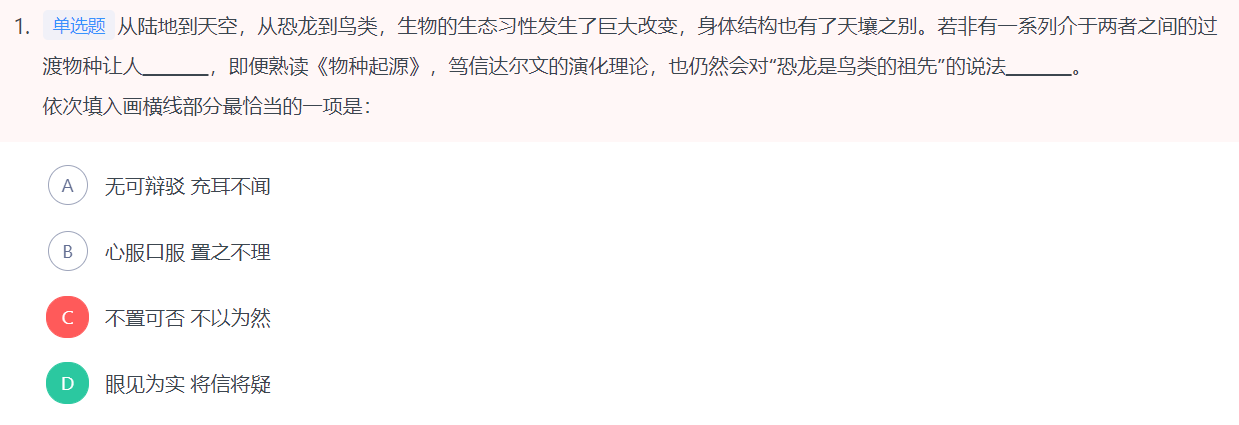 1. 单选题 从陆地到天空，从恐龙到鸟类，生物的生态习性发生了巨大改变，身体结构也有了天壤之别。若非有一系列介于两者之间的过
渡物种让人______，即便熟读《物种起源》，笃信达尔文的演化理论，也仍然会对“恐龙是鸟类的祖先”的说法______。
依次填入画横线部分最恰当的一项是：
A 无可辩驳 充耳不闻
B 心服口服 置之不理
C 不置可否 不以为然
D 眼见为实 将信将疑